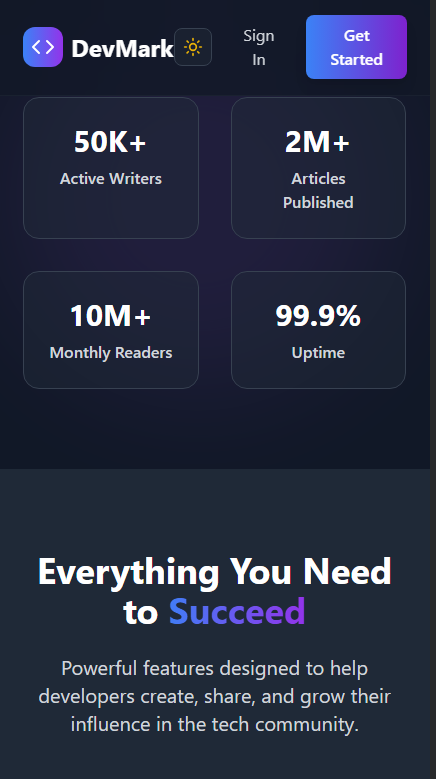 DevMark
Sign
In
Get
Started
50K+
Active Writers
2M+
Articles
Published
10M+
Monthly Readers
99.9%
Uptime
Everything You Need
to Succeed
Powerful features designed to help
developers create, share, and grow their
influence in the tech community.